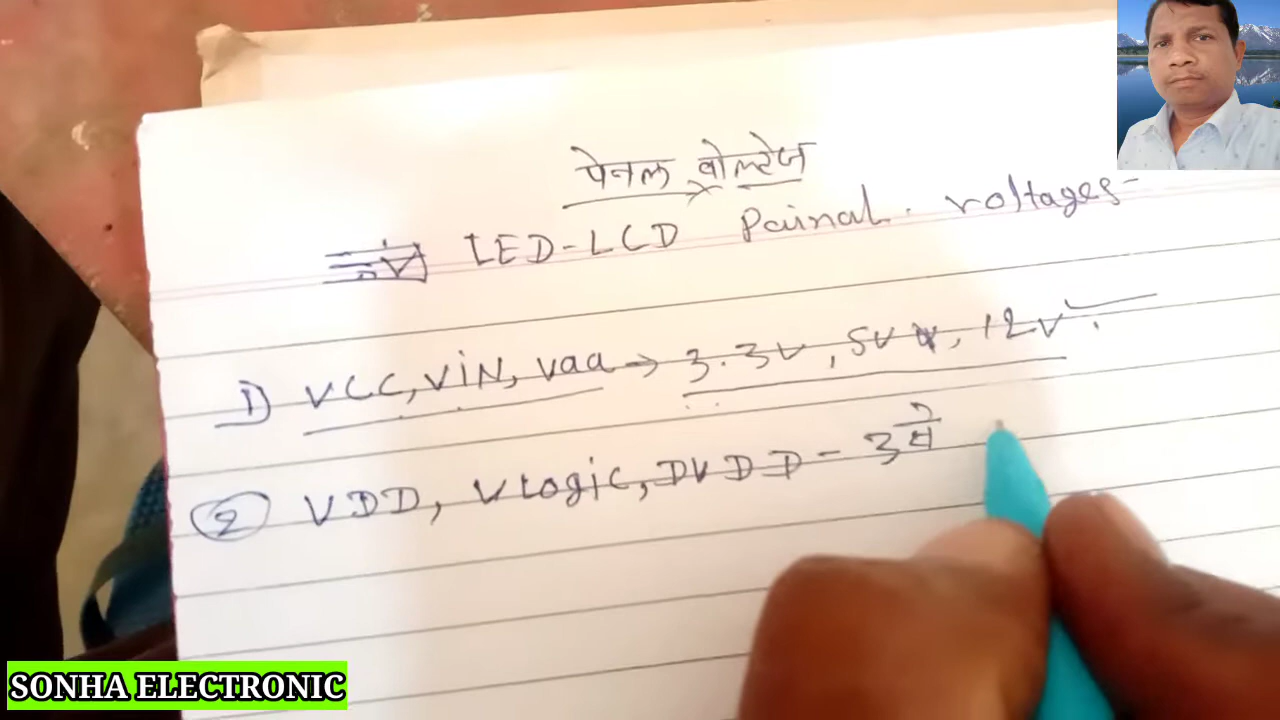 पेनल वोल्टेज
LED-LCD Painal. voltages-
1) VCC, ViN, Vaa → 3.3V, 5V, 12V
② VDD, VLogic, DVDD - 3
SONHA ELECTRONIC